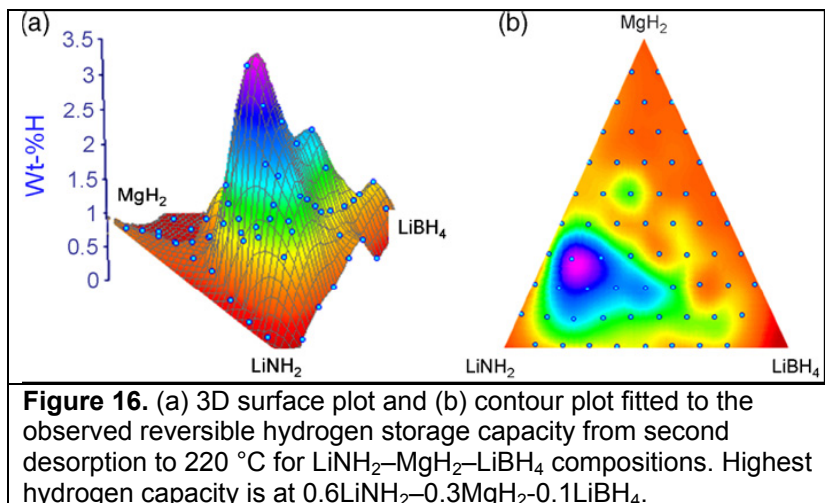 (a)
(b)
MgH₂
3.5
3
2.5
2
1.5
1
0.5
0
Wt-%H
MgH₂
LiBH₄
LiNH₂
LiNH₂
LiBH₄
Figure 16. (a) 3D surface plot and (b) contour plot fitted to the
observed reversible hydrogen storage capacity from second
desorption to 220 °C for LiNH₂–MgH₂–LiBH₄ compositions. Highest
hydrogen capacity is at 0.6LiNH₂–0.3MgH₂-0.1LiBH₄.